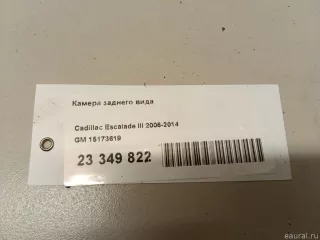 Камера заднего вида
Cadillac Escalade III 2006-2014
GM 15173619
23 349 822
eaural.ru